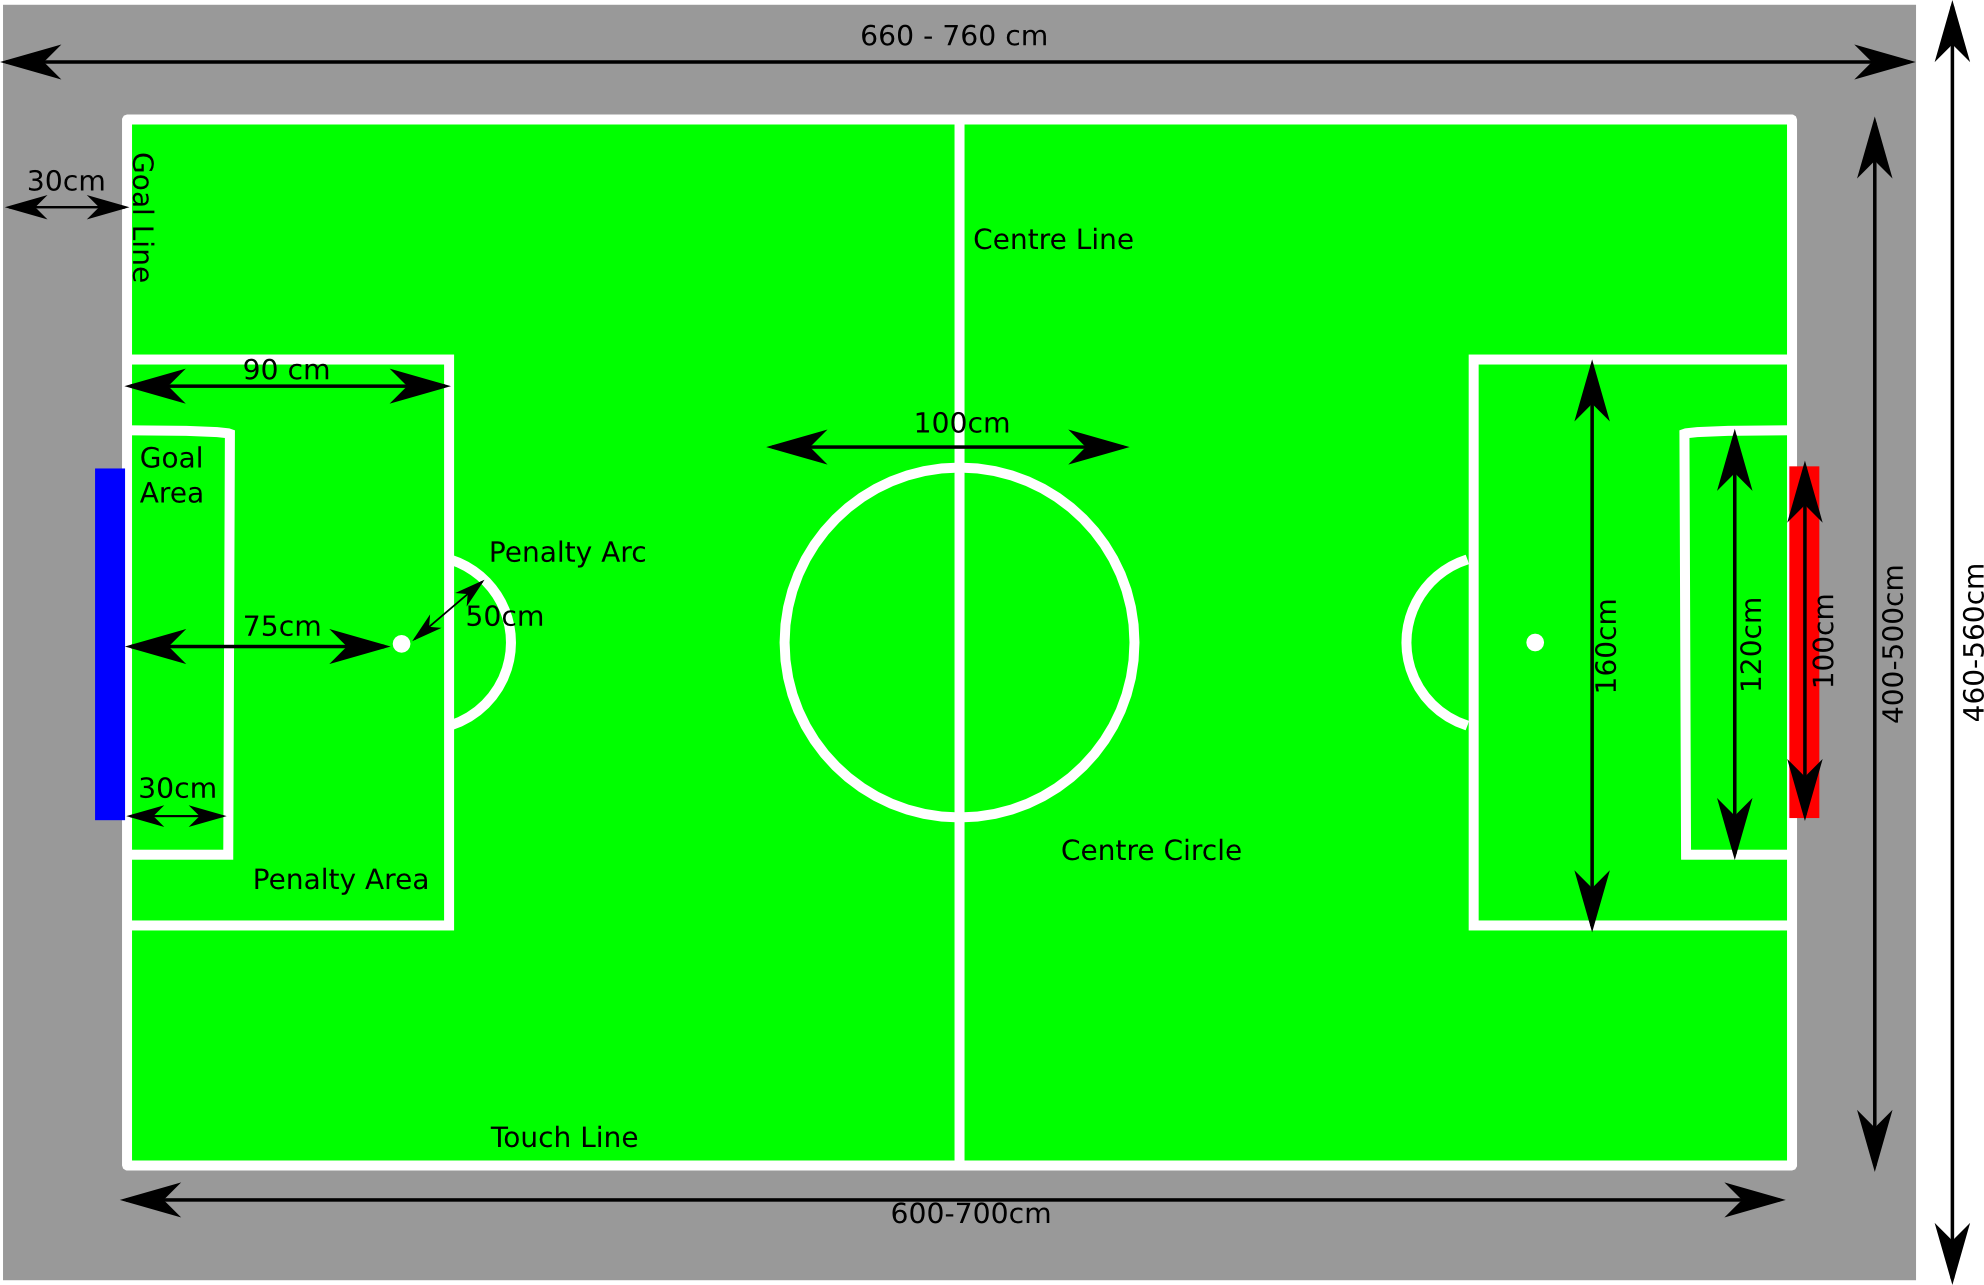 660 - 760 cm
30cm
Goal Line
Centre Line
90 cm
100cm
Goal
Area
Penalty Arc
50cm
75cm
160cm
120cm
100cm
400-500cm
460-560cm
30cm
Penalty Area
Centre Circle
Touch Line
600-700cm